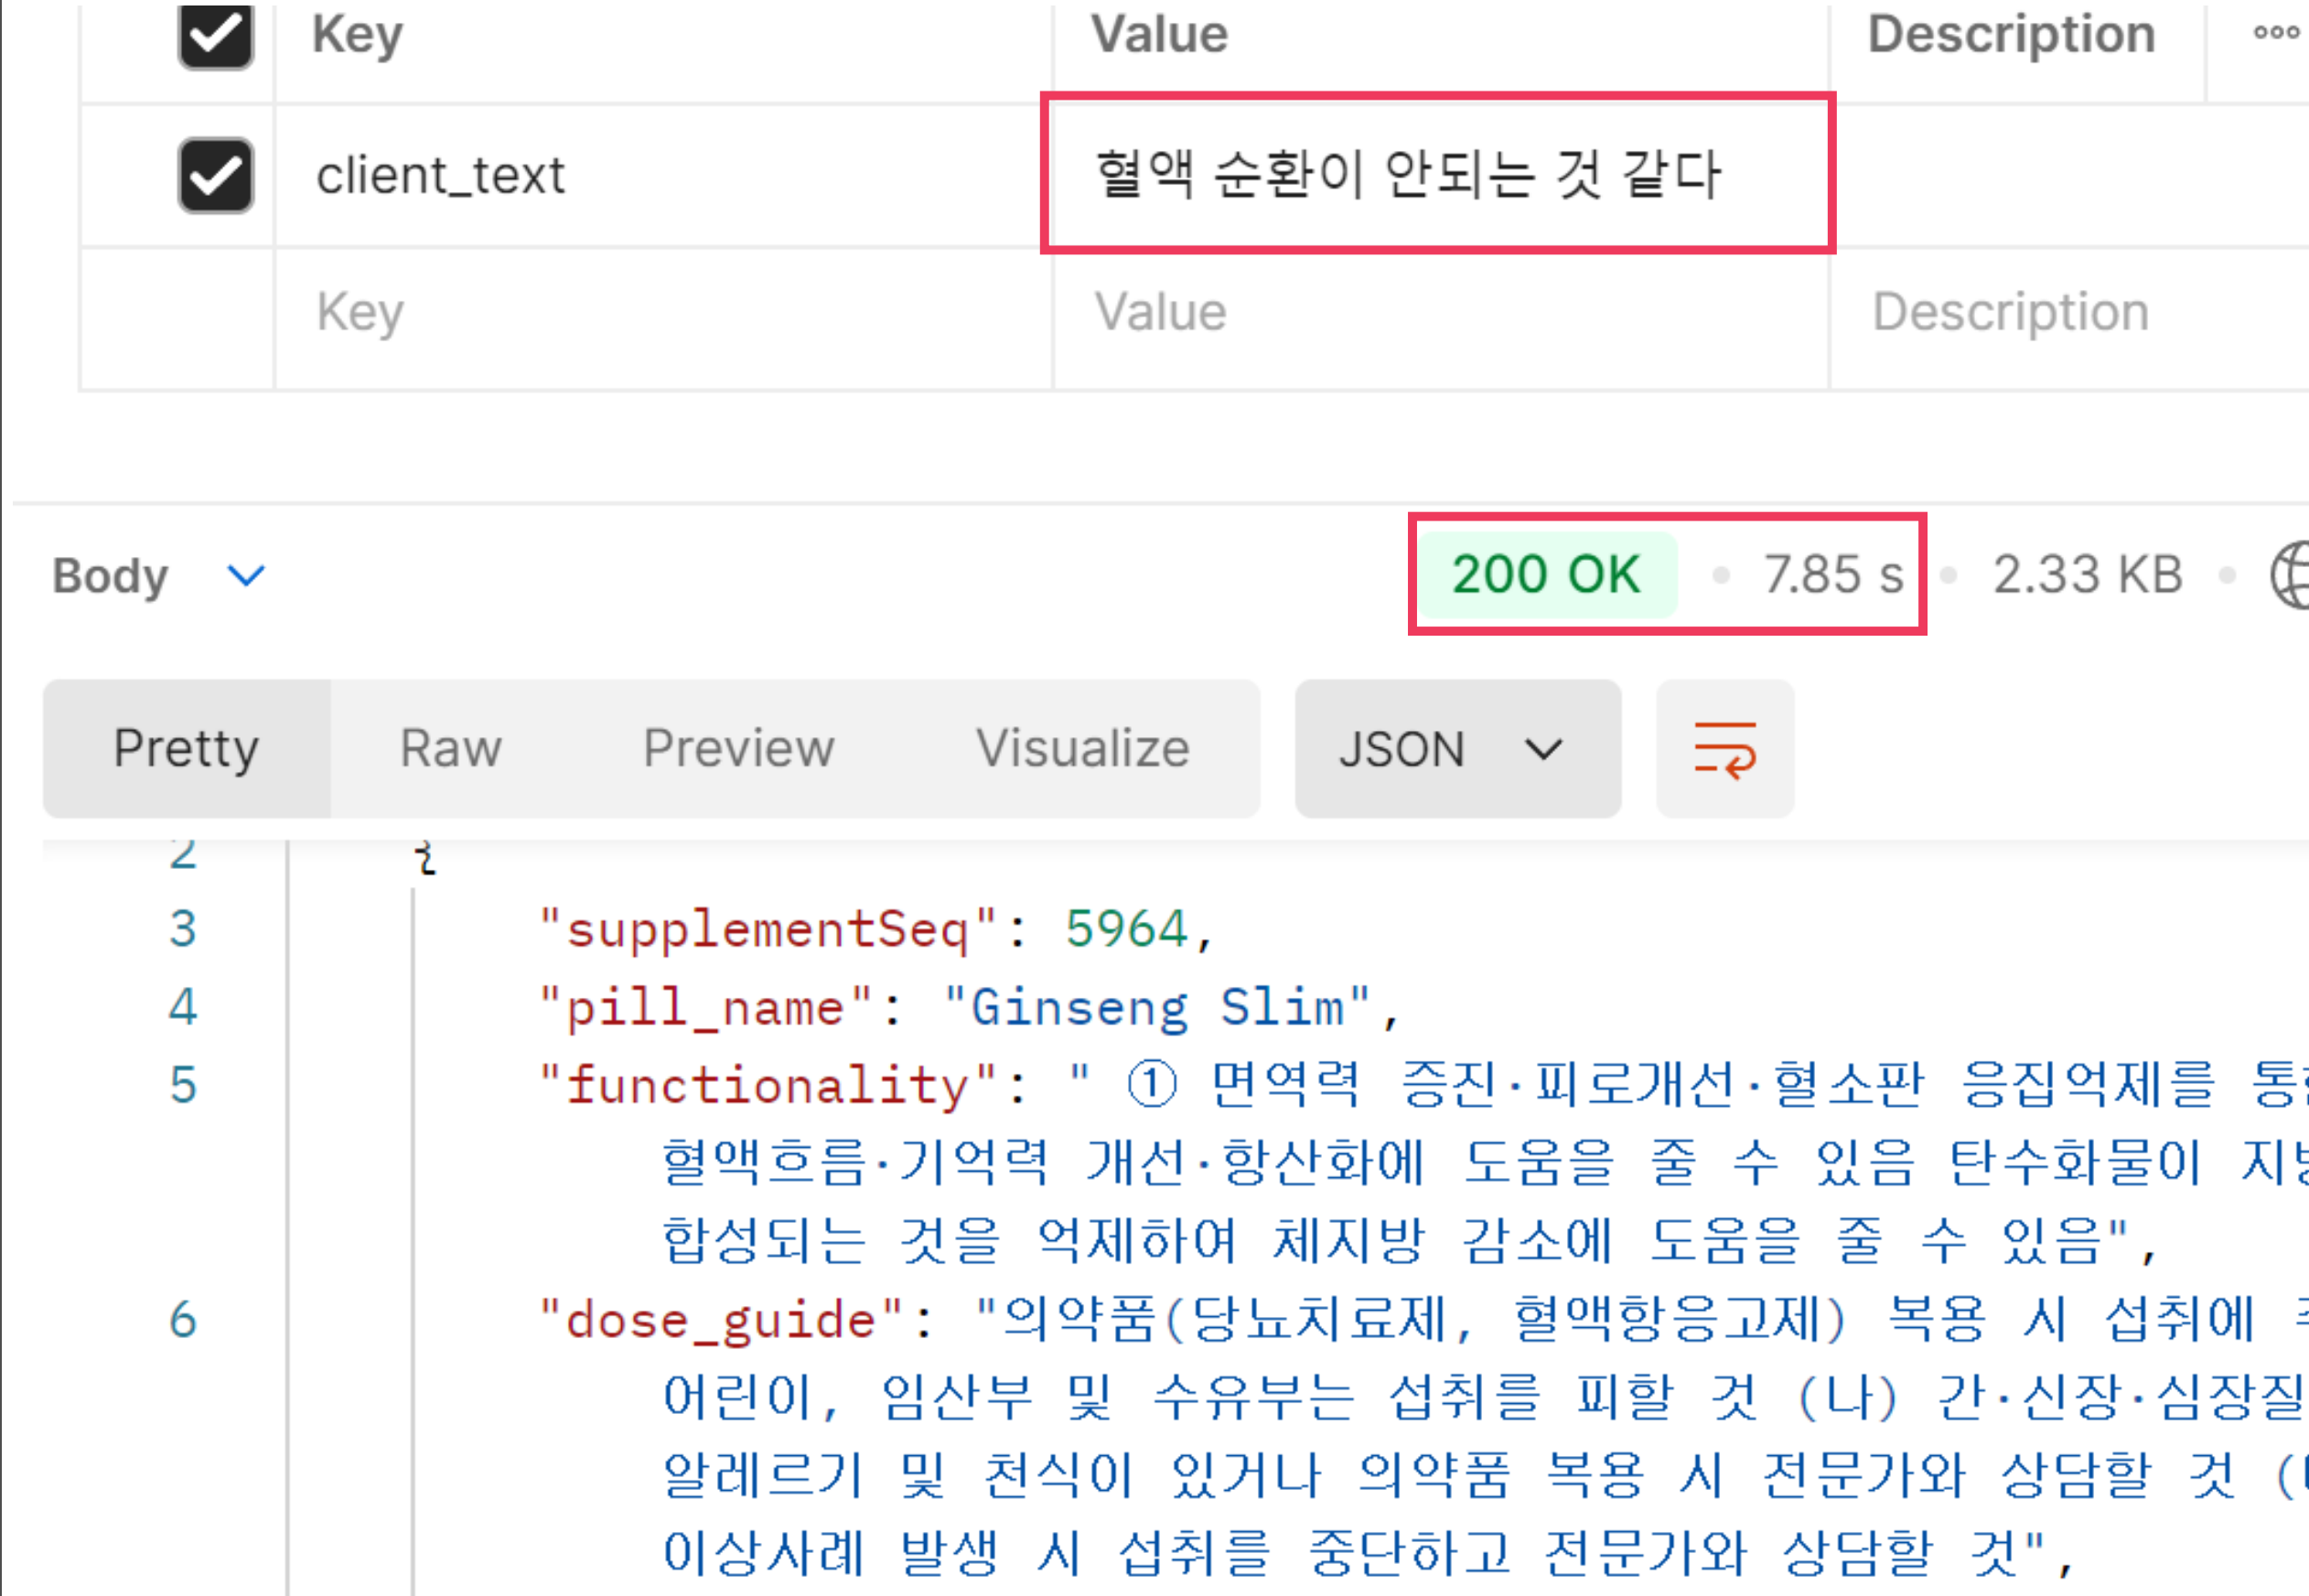 Key Value Description
client_text 혈액 순환이 안되는 것 같다
Key Value Description
Body 200 OK • 7.85 s • 2.33 KB •
Pretty Raw Preview Visualize JSON
2 {
3 "supplementSeq": 5964,
4 "pill_name": "Ginseng Slim",
5 "functionality": " ① 면역력 증진·피로개선·혈소판 응집억제를
혈액흐름·기억력 개선·항산화에 도움을 줄 수 있음 탄수화물이
합성되는 것을 억제하여 체지방 감소에 도움을 줄 수 있음",
6 "dose_guide": "의약품(당뇨치료제, 혈액항응고제) 복용 시 섭취에
어린이, 임산부 및 수유부는 섭취를 피할 것 (나) 간·신장·심장질
알레르기 및 천식이 있거나 의약품 복용 시 전문가와 상담할 것 (
이상사례 발생 시 섭취를 중단하고 전문가와 상담할 것",